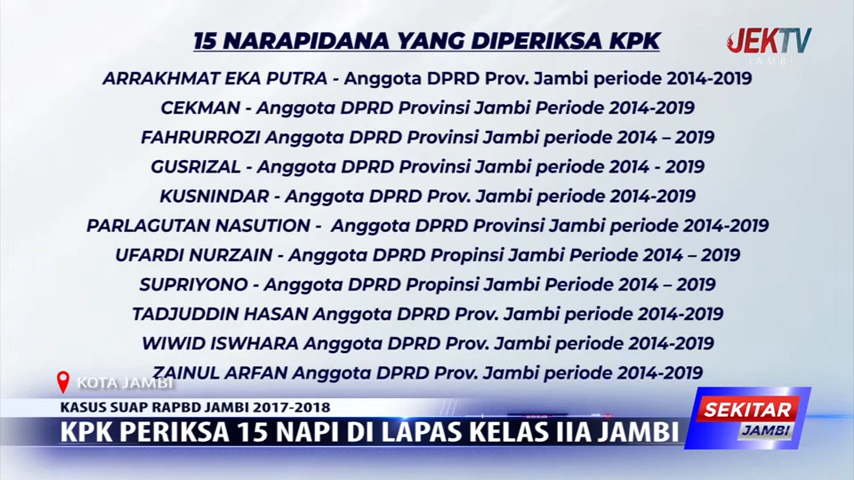 15 NARAPIDANA YANG DIPERIKSA KPK
JEKTV
JAMBI
ARRAKHMAT EKA PUTRA - Anggota DPRD Prov. Jambi periode 2014-2019
CEKMAN - Anggota DPRD Provinsi Jambi Periode 2014-2019
FAHRURROZI Anggota DPRD Provinsi Jambi periode 2014 – 2019
GUSRIZAL - Anggota DPRD Provinsi Jambi periode 2014 - 2019
KUSNINDAR - Anggota DPRD Prov. Jambi periode 2014-2019
PARLAGUTAN NASUTION - Anggota DPRD Provinsi Jambi periode 2014-2019
UFARDI NURZAIN - Anggota DPRD Propinsi Jambi Periode 2014 – 2019
SUPRIYONO - Anggota DPRD Propinsi Jambi Periode 2014 – 2019
TADJUDDIN HASAN Anggota DPRD Prov. Jambi periode 2014-2019
WIWID ISWHARA Anggota DPRD Prov. Jambi periode 2014-2019
ZAINUL ARFAN Anggota DPRD Prov. Jambi periode 2014-2019
KOTA JAMBI
KASUS SUAP RAPBD JAMBI 2017-2018
KPK PERIKSA 15 NAPI DI LAPAS KELAS IIA JAMBI
SEKITAR
JAMBI